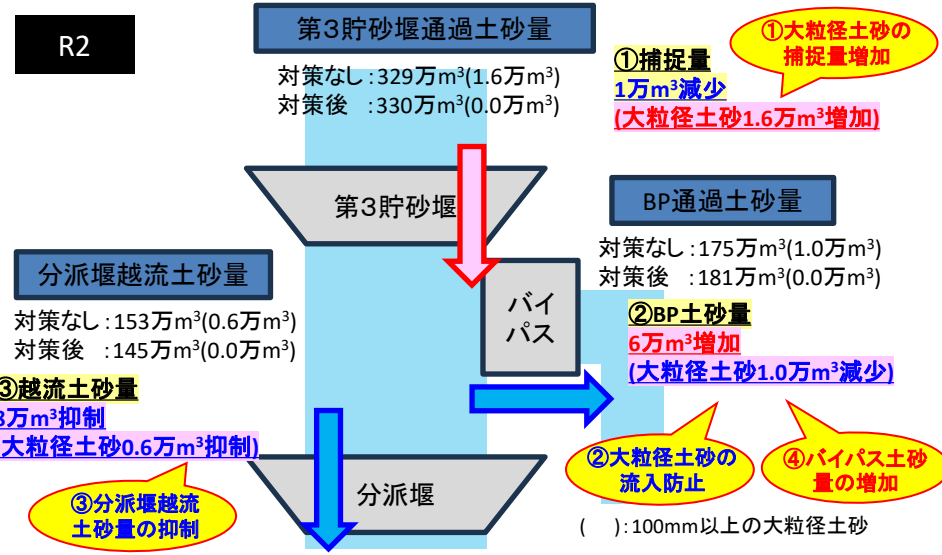 R2
第3貯砂堰通過土砂量
対策なし:329万m³(1.6万m³)
対策後 :330万m³(0.0万m³)
①大粒径土砂の
捕捉量増加
①捕捉量
1万m³減少
(大粒径土砂1.6万m³増加)
第3貯砂堰
BP通過土砂量
対策なし:175万m³(1.0万m³)
対策後 :181万m³(0.0万m³)
分派堰越流土砂量
対策なし:153万m³(0.6万m³)
対策後 :145万m³(0.0万m³)
バイ
パス
②BP土砂量
6万m³増加
(大粒径土砂1.0万m³減少)
③越流土砂量
8万m³抑制
大粒径土砂0.6万m³抑制)
②大粒径土砂の
流入防止
④バイパス土砂
量の増加
③分派堰越流
土砂量の抑制
分派堰
( ):100mm以上の大粒径土砂